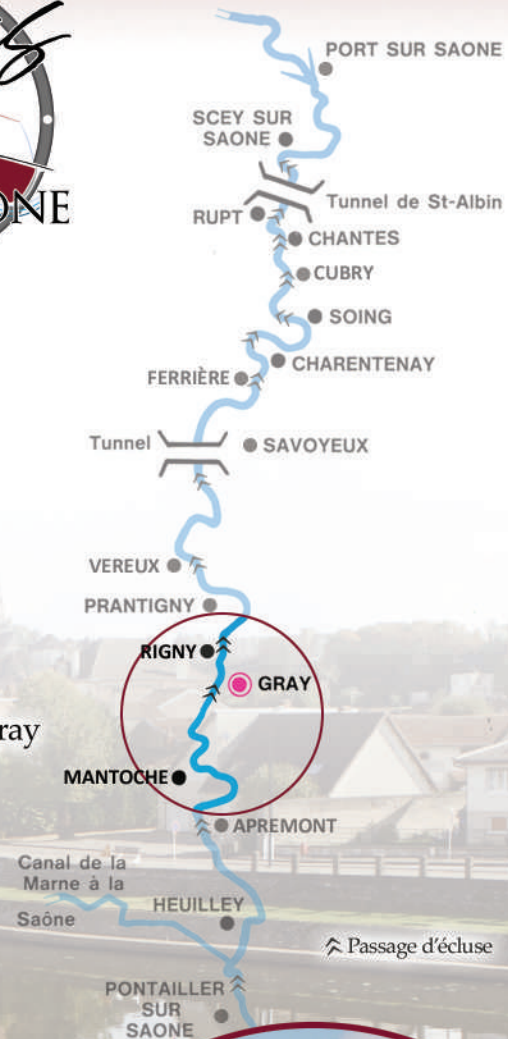 PORT SUR SAONE
SCEY SUR
SAONE
ONE
Tunnel de St-Albin
RUPT
CHANTES
CUBRY
SOING
CHARENTENAY
FERRIÈRE
Tunnel
SAVOYEUX
VEREUX
PRANTIGNY
RIGNY
GRAY
ray
MANTOCHE
APREMONT
Canal de la
Marne à la
Saône
HEUILLEY
Passage d'écluse
PONTAILLER
SUR
SAONE